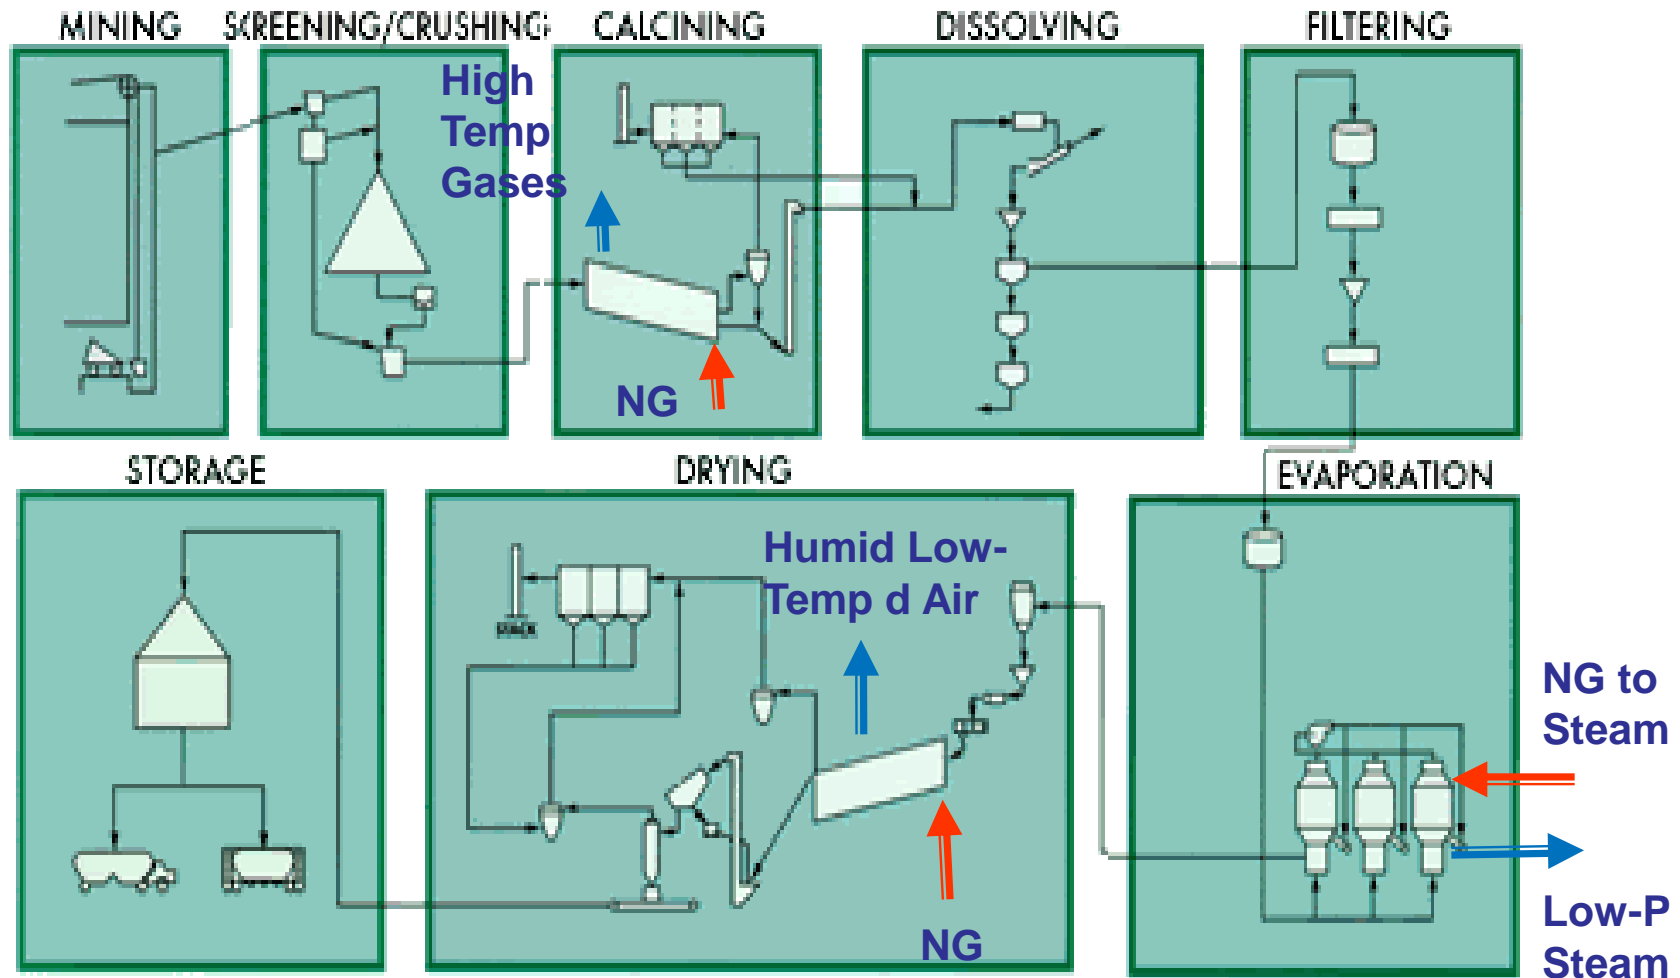 MINING
SCREENING/CRUSHING
CALCINING
DISSOLVING
FILTERING
High
Temp
Gases
NG
STORAGE
DRYING
EVAPORATION
Humid Low-
Temp d Air
STACK
NG to
Steam
NG
Low-P
Steam